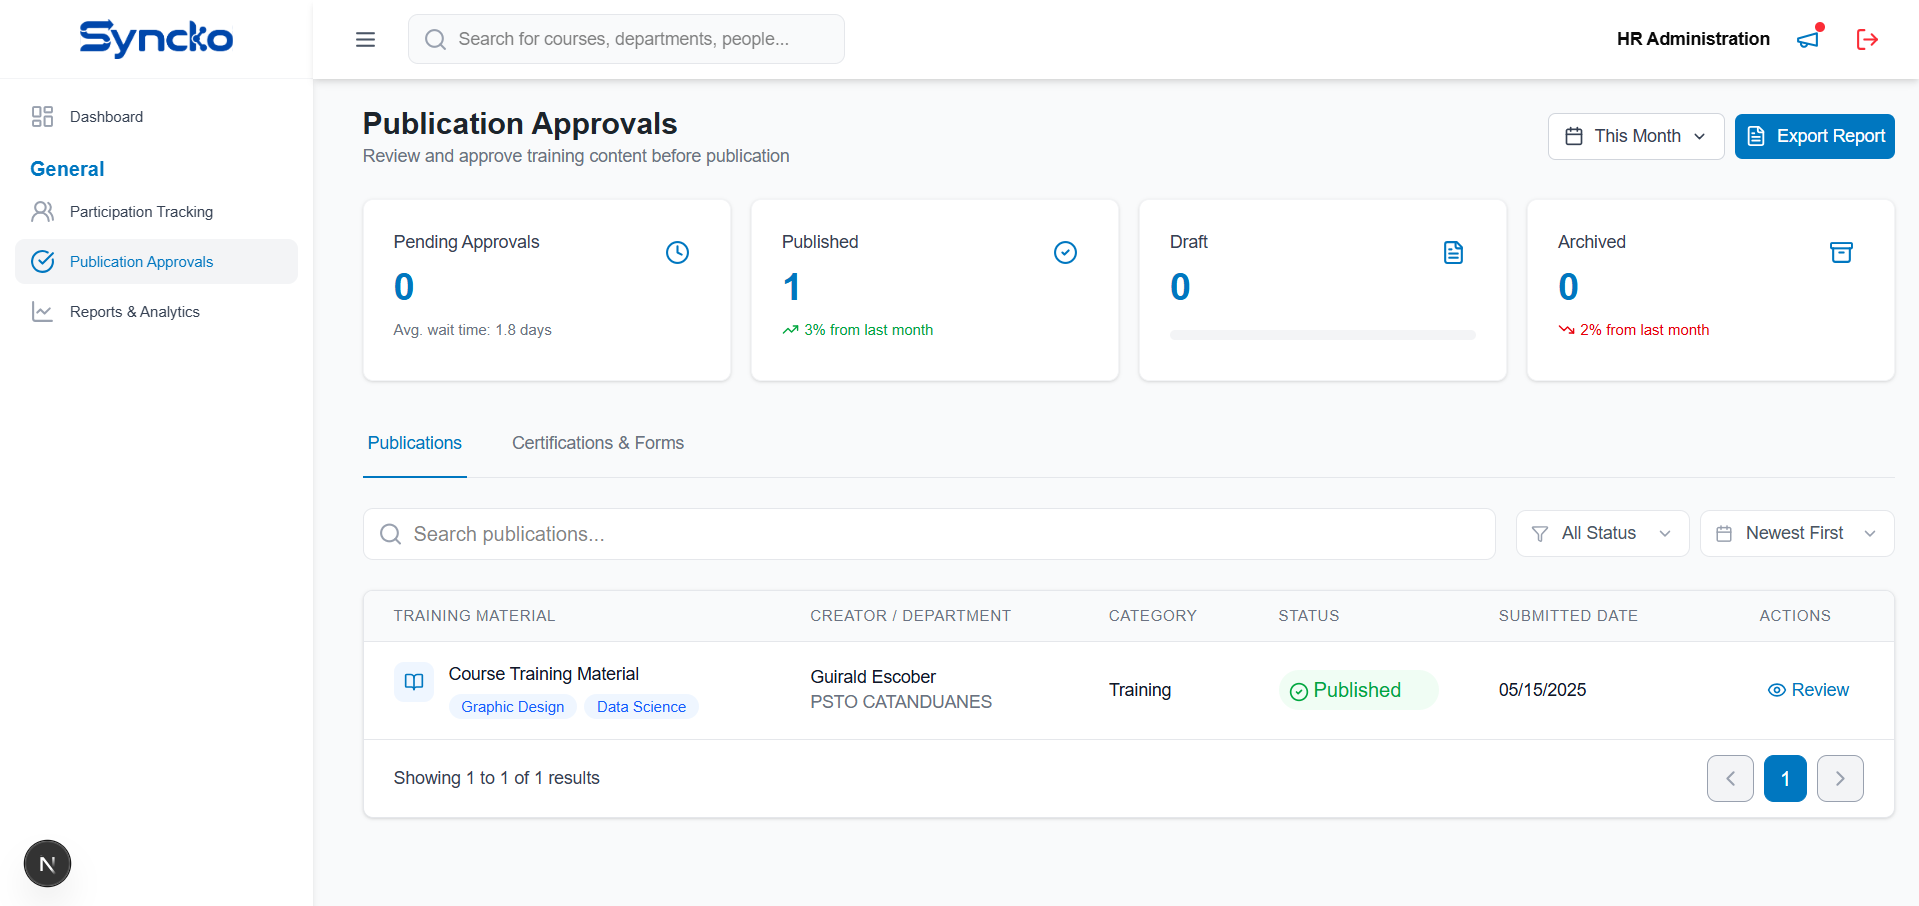 Syncko
Search for courses, departments, people...
HR Administration
Dashboard
General
Participation Tracking
Publication Approvals
Reports & Analytics
Publication Approvals
Review and approve training content before publication
This Month
Export Report
Pending Approvals
0
Avg. wait time: 1.8 days
Published
1
3% from last month
Draft
0
Archived
0
2% from last month
Publications
Certifications & Forms
Search publications...
All Status
Newest First
TRAINING MATERIAL CREATOR / DEPARTMENT CATEGORY STATUS SUBMITTED DATE ACTIONS
Course Training Material
Graphic Design Data Science
Guirald Escober
PSTO CATANDUANES
Training
Published
05/15/2025
Review
Showing 1 to 1 of 1 results
1
N